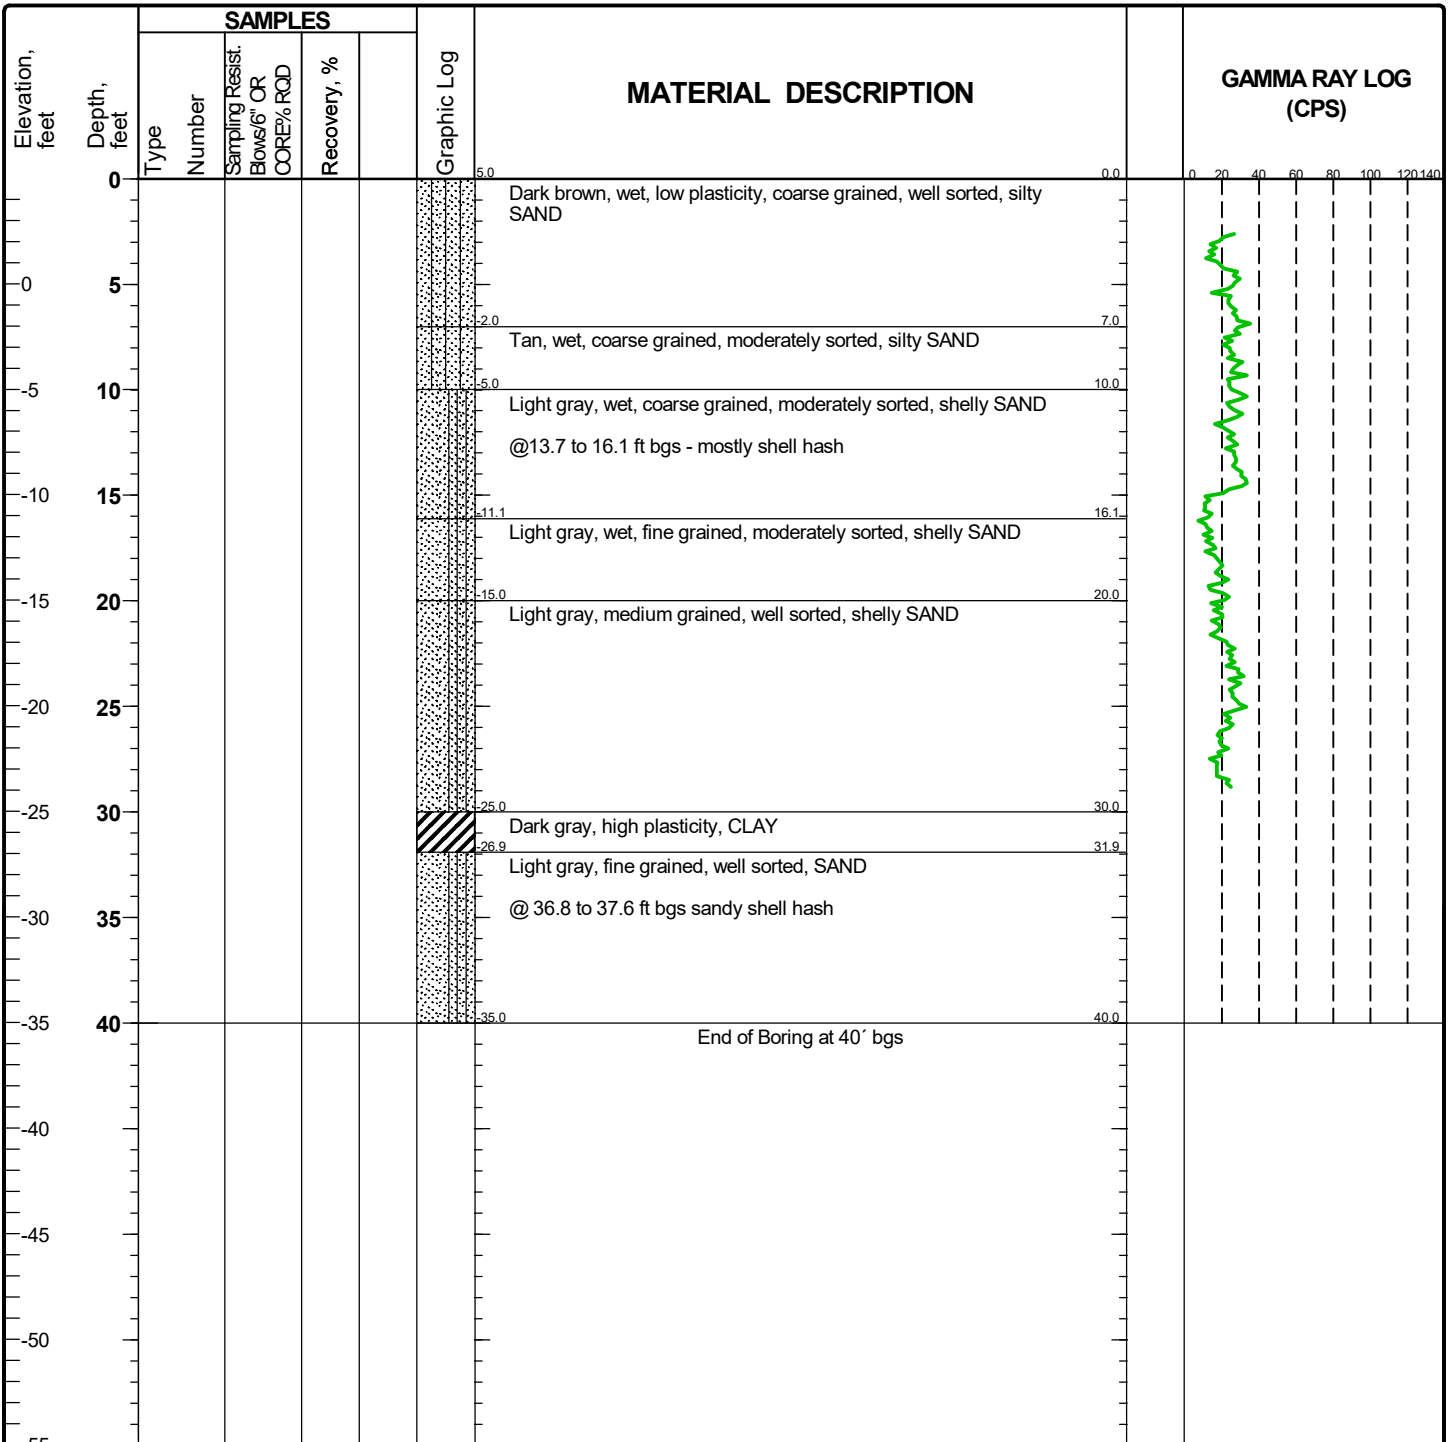 SAMPLES
Elevation,
feet
Depth,
feet
Type
Number
Sampling Resist.
Blows/6" OR
CORE% RQD
Recovery, %
Graphic Log
MATERIAL DESCRIPTION
GAMMA RAY LOG
(CPS)
0 5.0 0.0 0 20 40 60 80 100 120 140
Dark brown, wet, low plasticity, coarse grained, well sorted, silty
SAND
0 5
-2.0 7.0
Tan, wet, coarse grained, moderately sorted, silty SAND
-5 10 -5.0 10.0
Light gray, wet, coarse grained, moderately sorted, shelly SAND
@13.7 to 16.1 ft bgs - mostly shell hash
-10 15
-11.1 16.1
Light gray, wet, fine grained, moderately sorted, shelly SAND
-15 20 -15.0 20.0
Light gray, medium grained, well sorted, shelly SAND
-20 25
-25 30 -25.0 30.0
Dark gray, high plasticity, CLAY
-26.9 31.9
Light gray, fine grained, well sorted, SAND
@ 36.8 to 37.6 ft bgs sandy shell hash
-30 35
-35 40 -35.0 40.0
End of Boring at 40´ bgs
-40
-45
-50